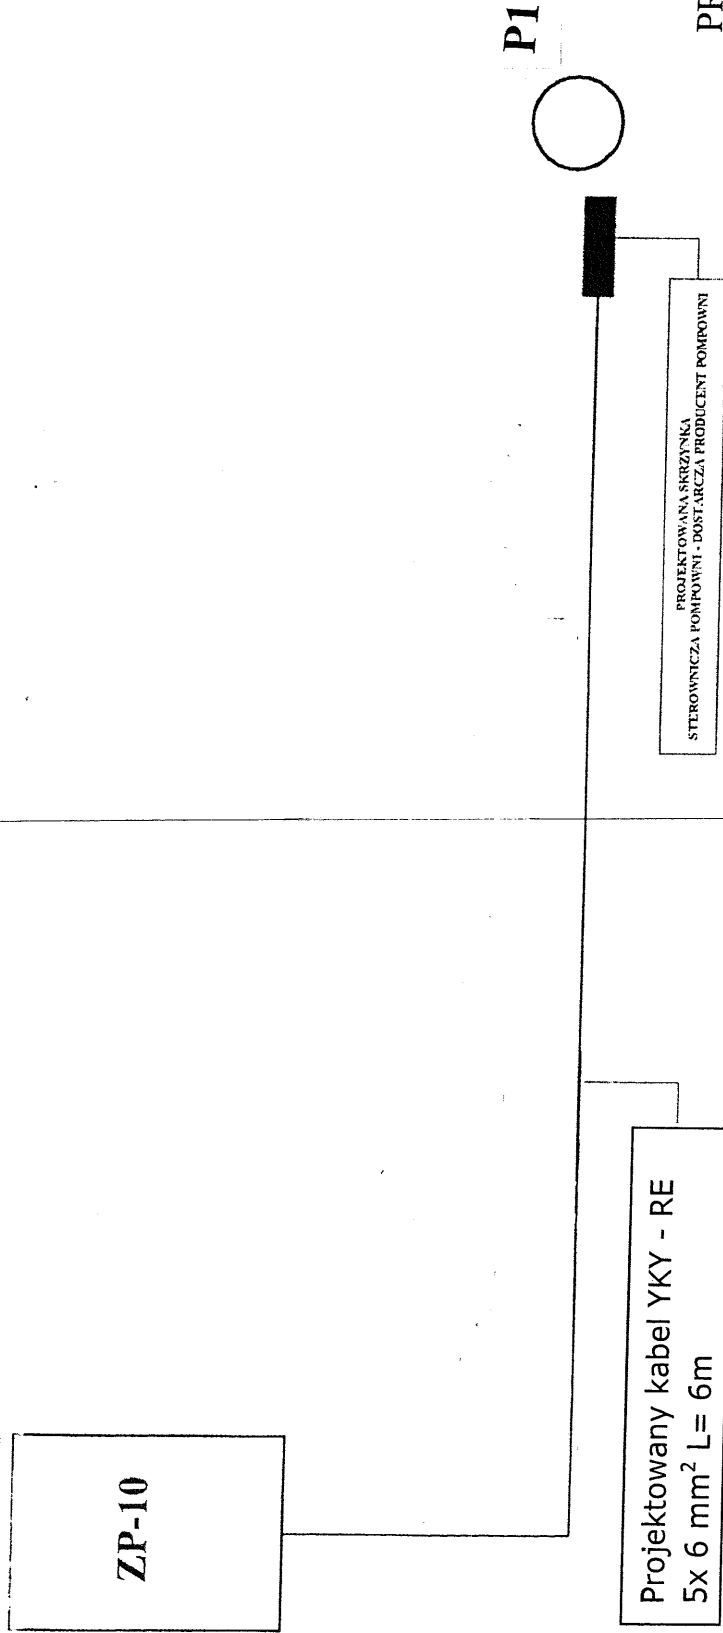 P1
PROJEKTOWANA SKRZYNKA
STEROWNICZA POMPOWNI - DOSTARCZA PRODUCENT POMPOWNI
ZP-10
Projektowany kabel YKY - RE
5x 6 mm² L= 6m